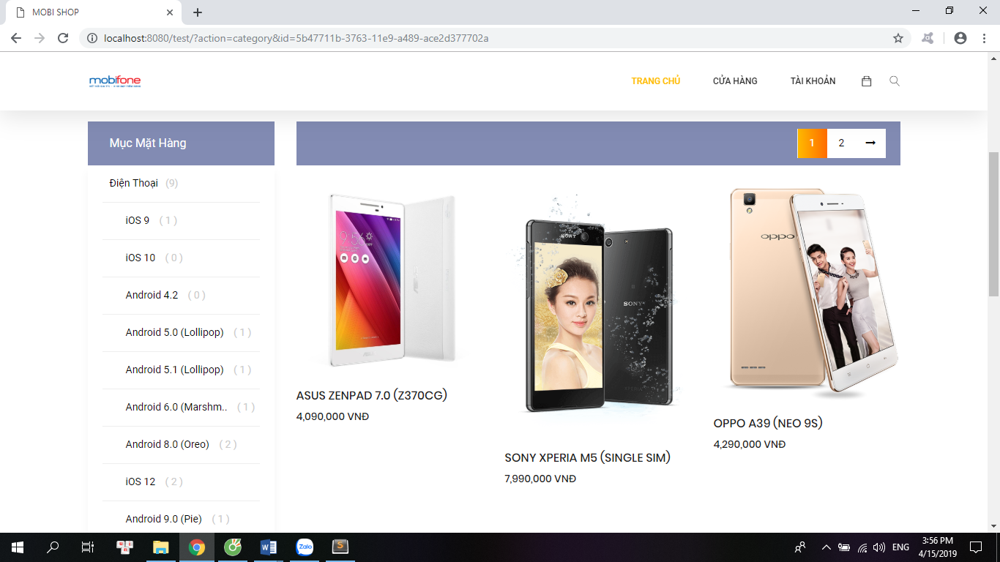 MOBI SHOP
localhost:8080/test/?action=category&id=5b47711b-3763-11e9-a489-ace2d377702a
mobifone
TRANG CHỦ
CỬA HÀNG
TÀI KHOẢN
Mục Mặt Hàng
1
2
Điện Thoại (9)
iOS 9 ( 1 )
iOS 10 ( 0 )
Android 4.2 ( 0 )
Android 5.0 (Lollipop) ( 1 )
Android 5.1 (Lollipop) ( 1 )
Android 6.0 (Marshm.. ( 1 )
Android 8.0 (Oreo) ( 2 )
iOS 12 ( 2 )
Android 9.0 (Pie) ( 1 )
ASUS
SONY
SONY
oppo
ASUS ZENPAD 7.0 (Z370CG)
4,090,000 VNĐ
SONY XPERIA M5 (SINGLE SIM)
7,990,000 VNĐ
OPPO A39 (NEO 9S)
4,290,000 VNĐ
Zalo
ENG
3:56 PM
4/15/2019